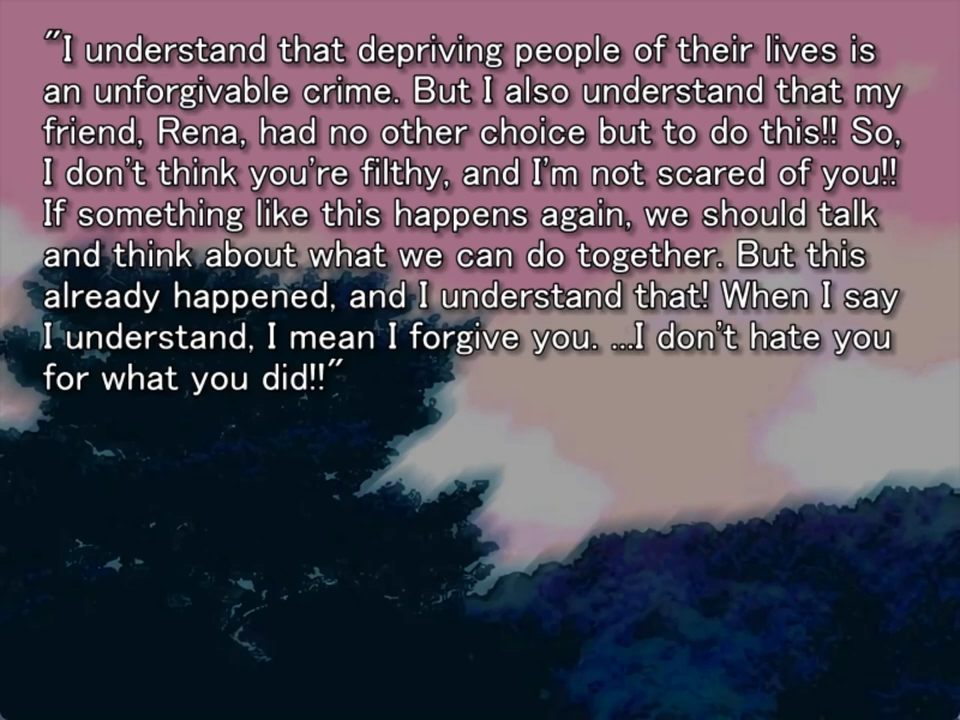 "I understand that depriving people of their lives is
an unforgivable crime. But I also understand that my
friend, Rena, had no other choice but to do this!! So,
I don't think you're filthy, and I'm not scared of you!!
If something like this happens again, we should talk
and think about what we can do together. But this
already happened, and I understand that! When I say
I understand, I mean I forgive you. ...I don't hate you
for what you did!!"